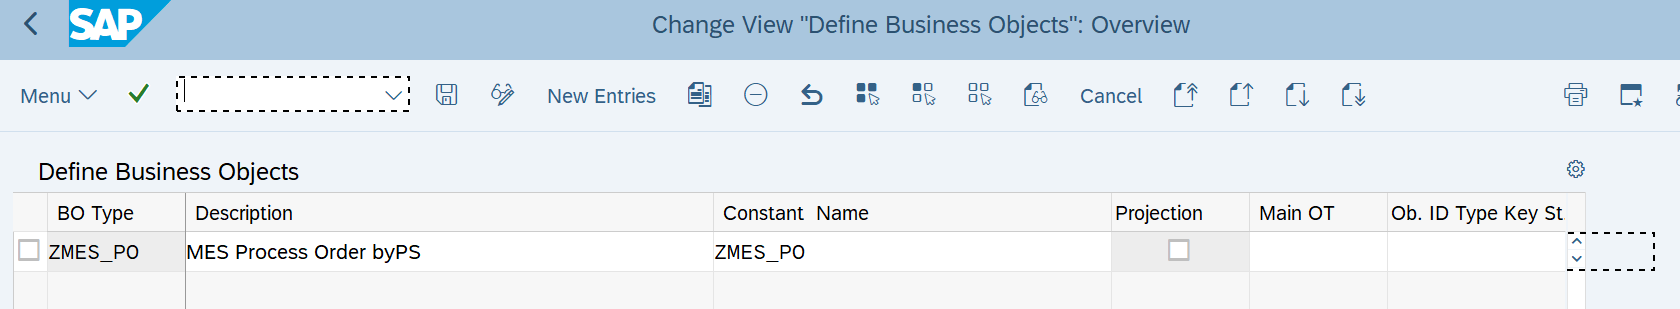 SAP Change View "Define Business Objects": Overview
Menu New Entries Cancel
Define Business Objects
BO Type Description Constant Name Projection Main OT Ob. ID Type Key St
ZMES_PO MES Process Order byPS ZMES_PO